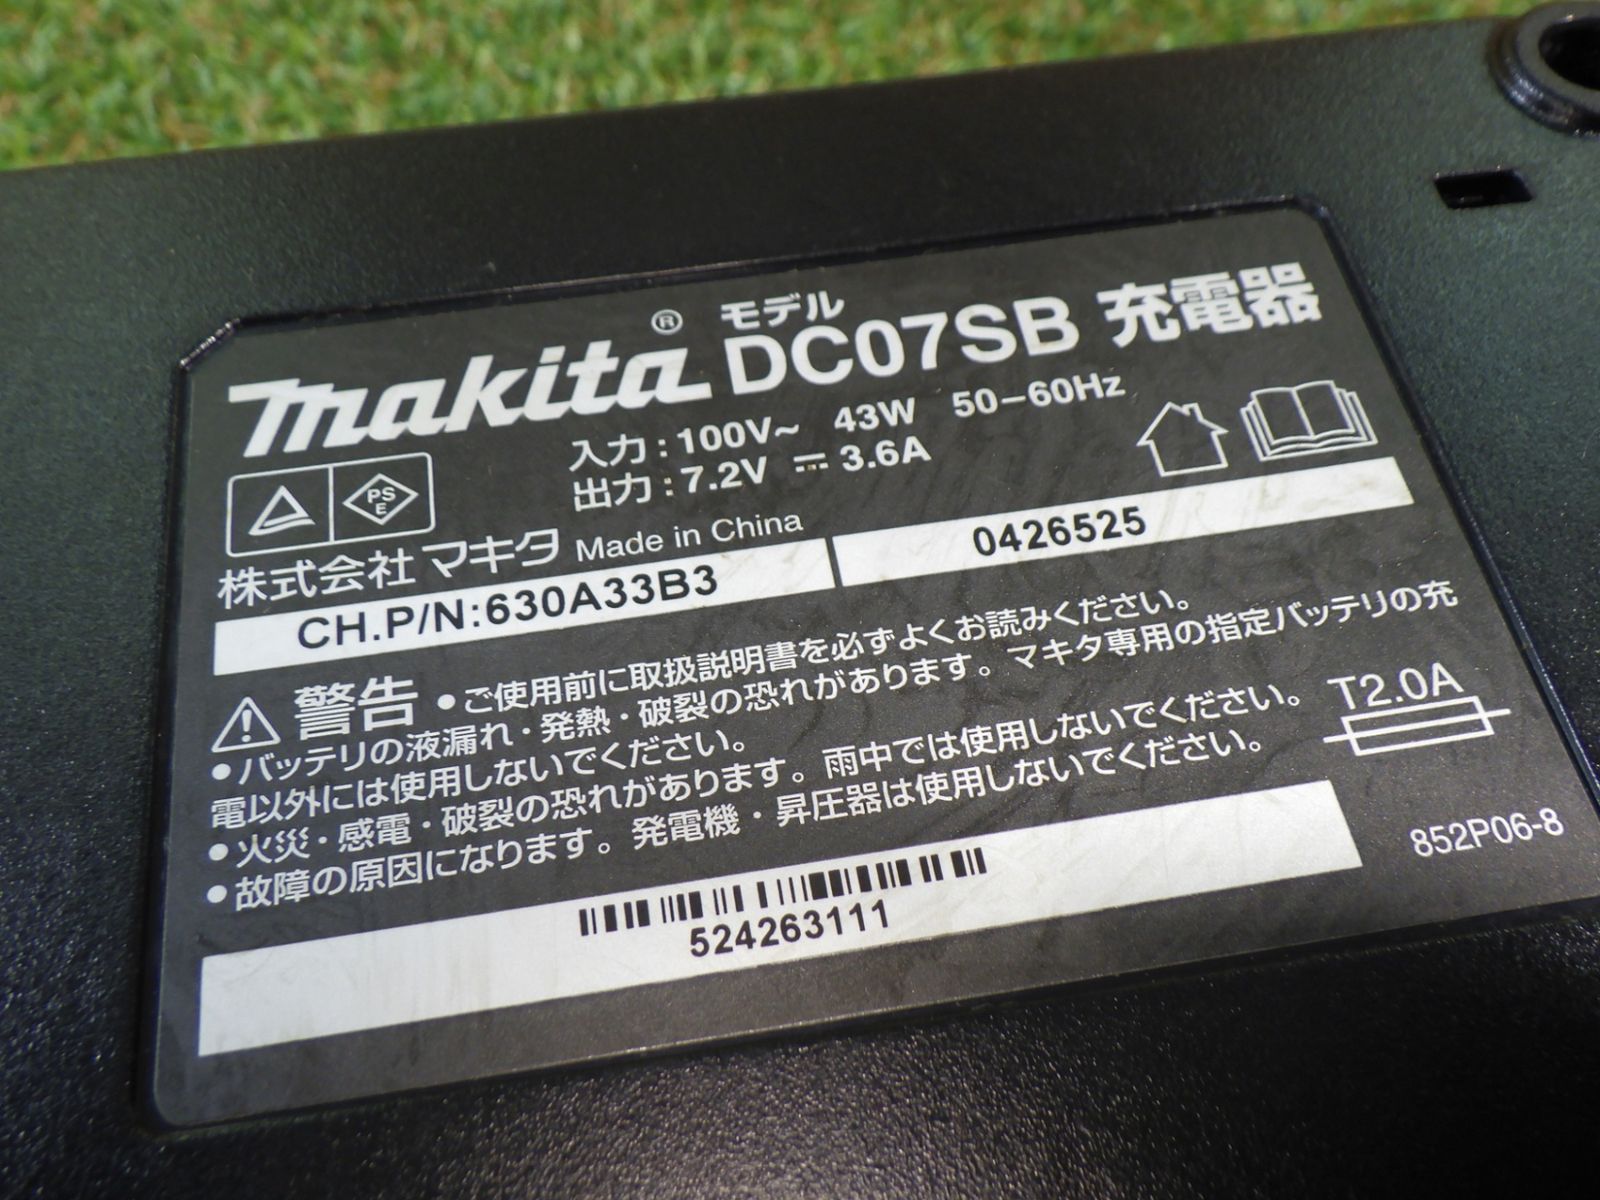 makita® モデル DC07SB 充電器
入力:100V~ 43W 50-60Hz
出力:7.2V ⎓ 3.6A
PS
E
株式会社 マキタ Made in China
CH.P/N:630A33B3 0426525
警告 •ご使用前に取扱説明書を必ずよくお読みください。
•バッテリの液漏れ・発熱・破裂の恐れがあります。マキタ専用の指定バッテリの充
電以外には使用しないでください。
•火災・感電・破裂の恐れがあります。雨中では使用しないでください。
•故障の原因になります。発電機・昇圧器は使用しないでください。
T2.0A
852P06-8
524263111